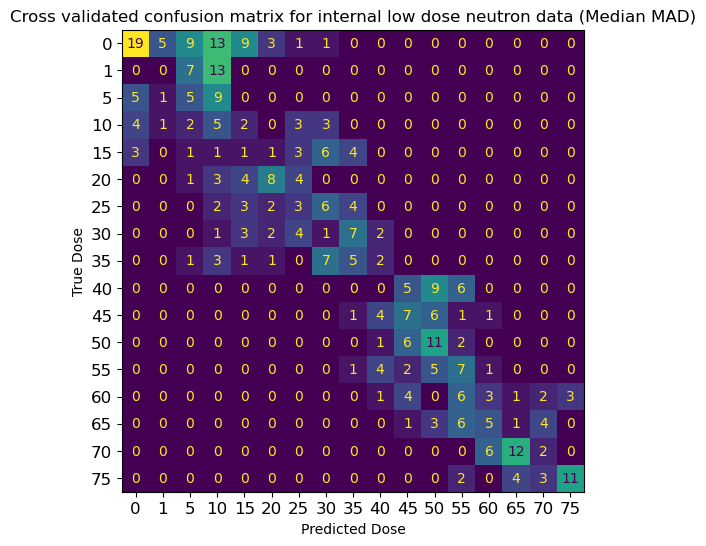 Cross validated confusion matrix for internal low dose neutron data (Median MAD)
0 19 5 9 13 9 3 1 1 0 0 0 0 0 0 0 0 0
1 0 0 7 13 0 0 0 0 0 0 0 0 0 0 0 0 0
5 5 1 5 9 0 0 0 0 0 0 0 0 0 0 0 0 0
10 4 1 2 5 2 0 3 3 0 0 0 0 0 0 0 0 0
15 3 0 1 1 1 1 3 6 4 0 0 0 0 0 0 0 0
20 0 0 1 3 4 8 4 0 0 0 0 0 0 0 0 0 0
25 0 0 0 2 3 2 3 6 4 0 0 0 0 0 0 0 0
30 0 0 0 1 3 2 4 1 7 2 0 0 0 0 0 0 0
35 0 0 1 3 1 1 0 7 5 2 0 0 0 0 0 0 0
40 0 0 0 0 0 0 0 0 0 0 5 9 6 0 0 0 0
45 0 0 0 0 0 0 0 0 1 4 7 6 1 1 0 0 0
50 0 0 0 0 0 0 0 0 0 1 6 11 2 0 0 0 0
55 0 0 0 0 0 0 0 0 1 4 2 5 7 1 0 0 0
60 0 0 0 0 0 0 0 0 0 1 4 0 6 3 1 2 3
65 0 0 0 0 0 0 0 0 0 0 1 3 6 5 1 4 0
70 0 0 0 0 0 0 0 0 0 0 0 0 0 6 12 2 0
75 0 0 0 0 0 0 0 0 0 0 0 0 2 0 4 3 11
0 1 5 10 15 20 25 30 35 40 45 50 55 60 65 70 75
True Dose
Predicted Dose